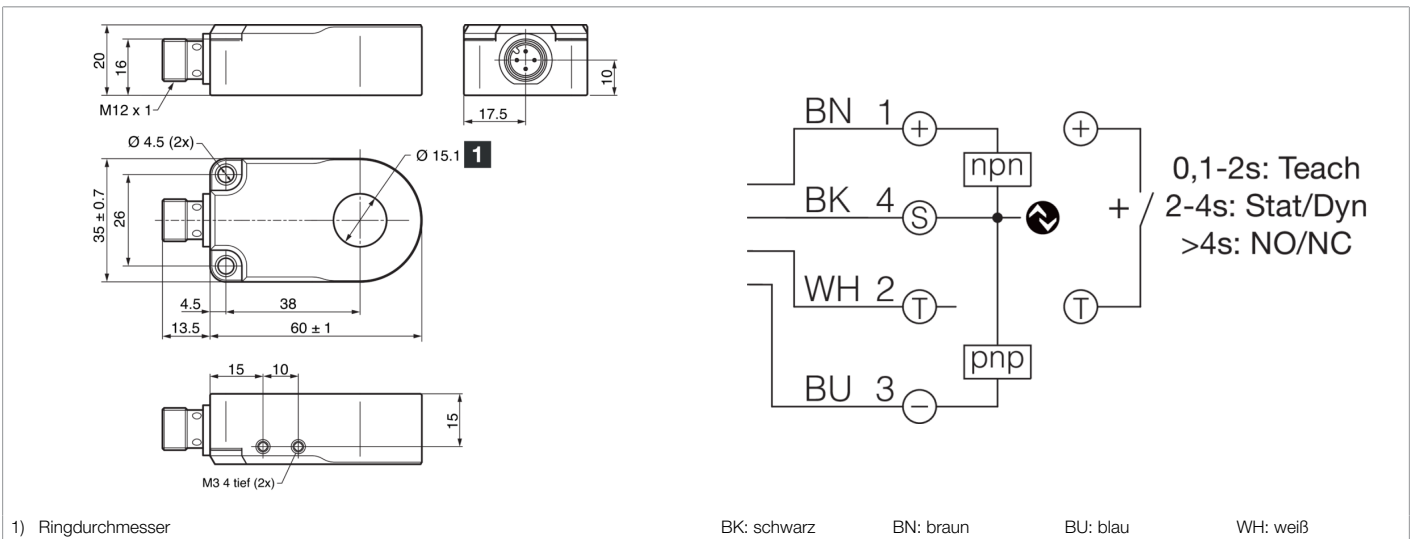 20
16
M12 x 1
10
17.5
Ø 4.5 (2x)
Ø 15.1 1
35 ± 0.7
26
4.5 38
13.5 60 ± 1
15 10
15
M3 4 tief (2x)
BN 1 +
npn
BK 4 S
WH 2 T
pnp
BU 3 −
+
+
T
0,1-2s: Teach
2-4s: Stat/Dyn
>4s: NO/NC
1) Ringdurchmesser
BK: schwarz BN: braun BU: blau WH: weiß